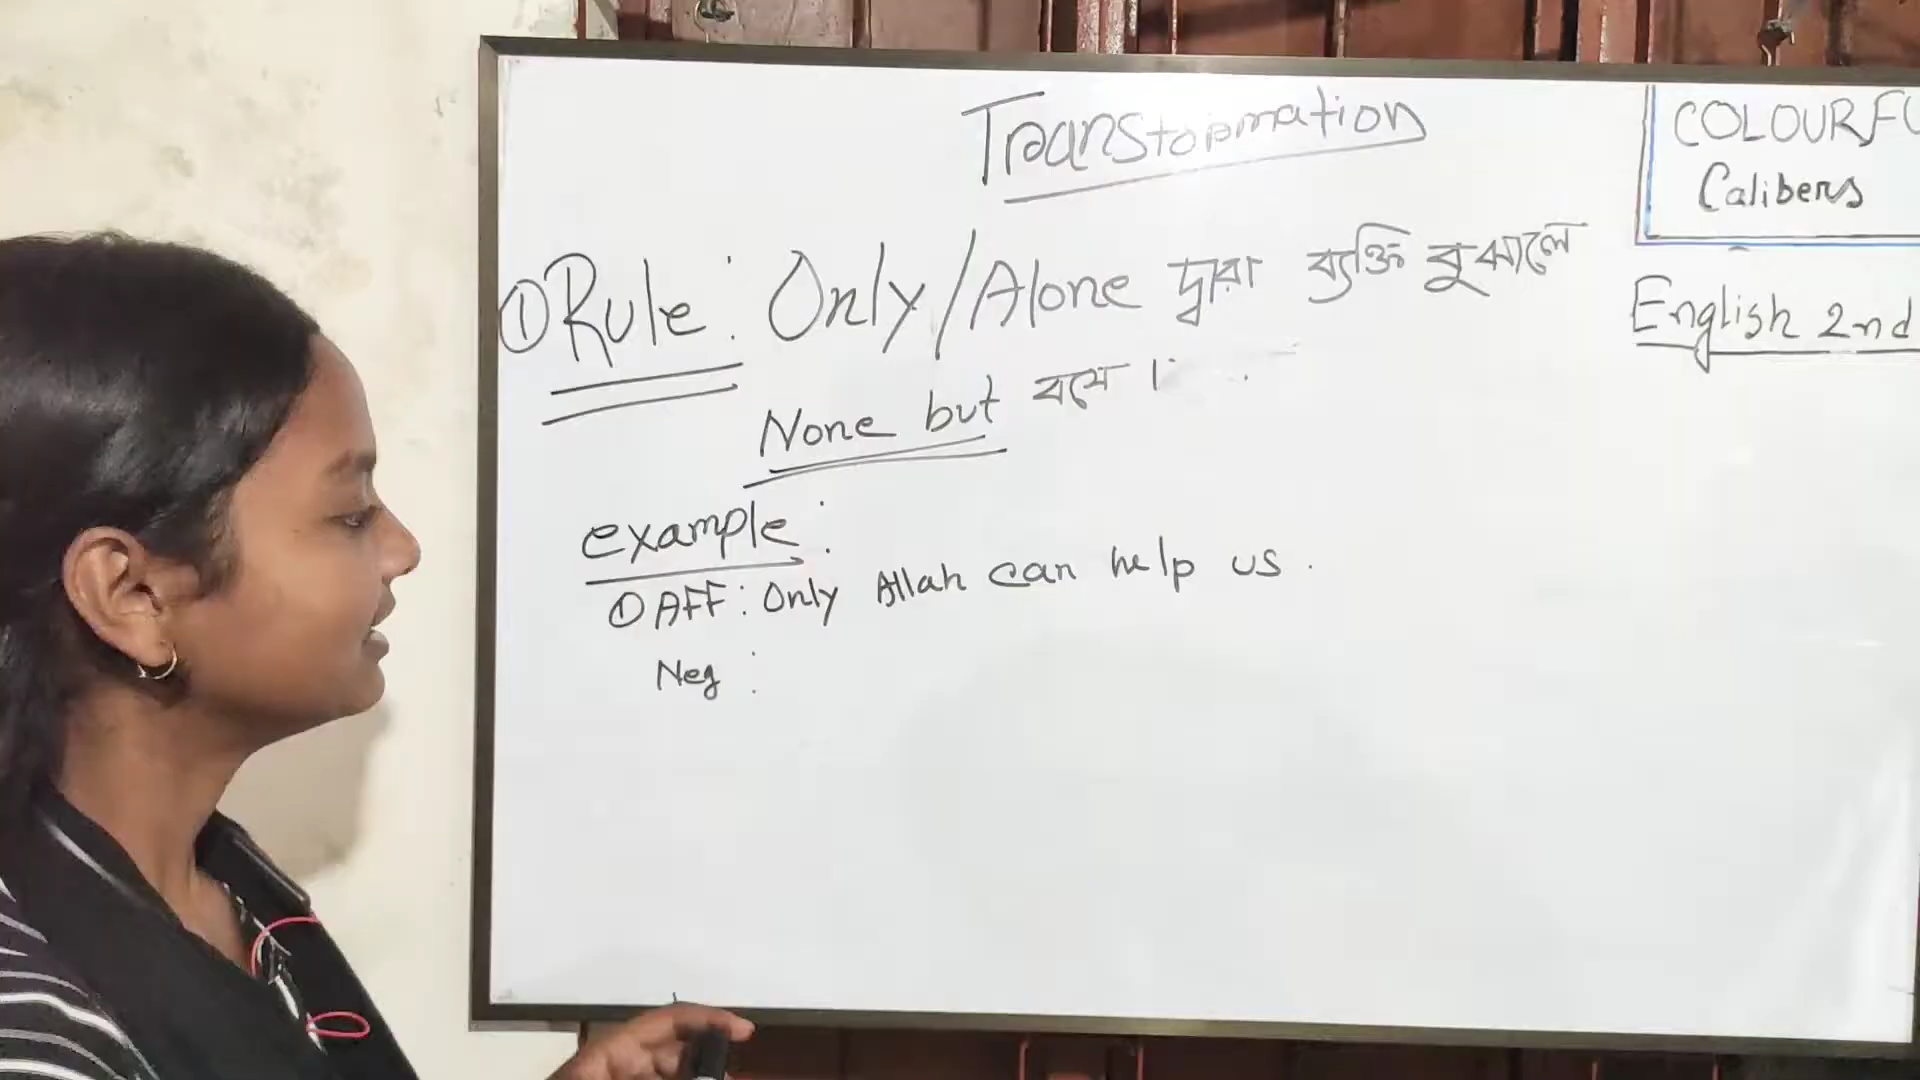 Transformation
COLOURFU
Calibers
English 2nd
① Rule: Only/Alone দ্বারা ব্যক্তি বুঝালে
None but বসে।
example:
① AFF: Only Allah can help us.
Neg: